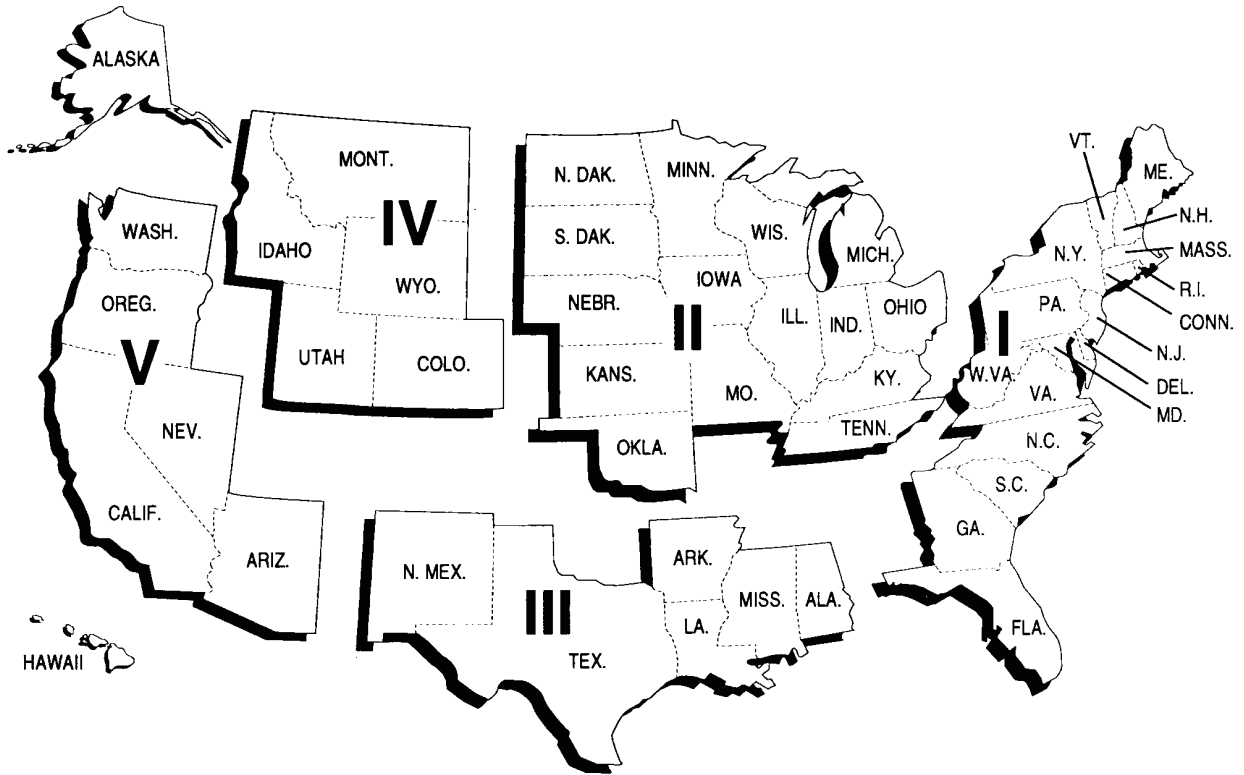 ALASKA
MONT.
IV
IDAHO
WYO.
UTAH
COLO.
WASH.
OREG.
V
NEV.
CALIF.
ARIZ.
HAWAII
N. DAK.
MINN.
S. DAK.
WIS.
MICH.
NEBR.
IOWA
II
ILL.
IND.
OHIO
KANS.
MO.
KY.
OKLA.
TENN.
VT.
ME.
N.H.
MASS.
N.Y.
R.I.
PA.
CONN.
I
N.J.
W.VA
DEL.
VA.
MD.
N.C.
S.C.
GA.
FLA.
N. MEX.
III
TEX.
ARK.
LA.
MISS.
ALA.